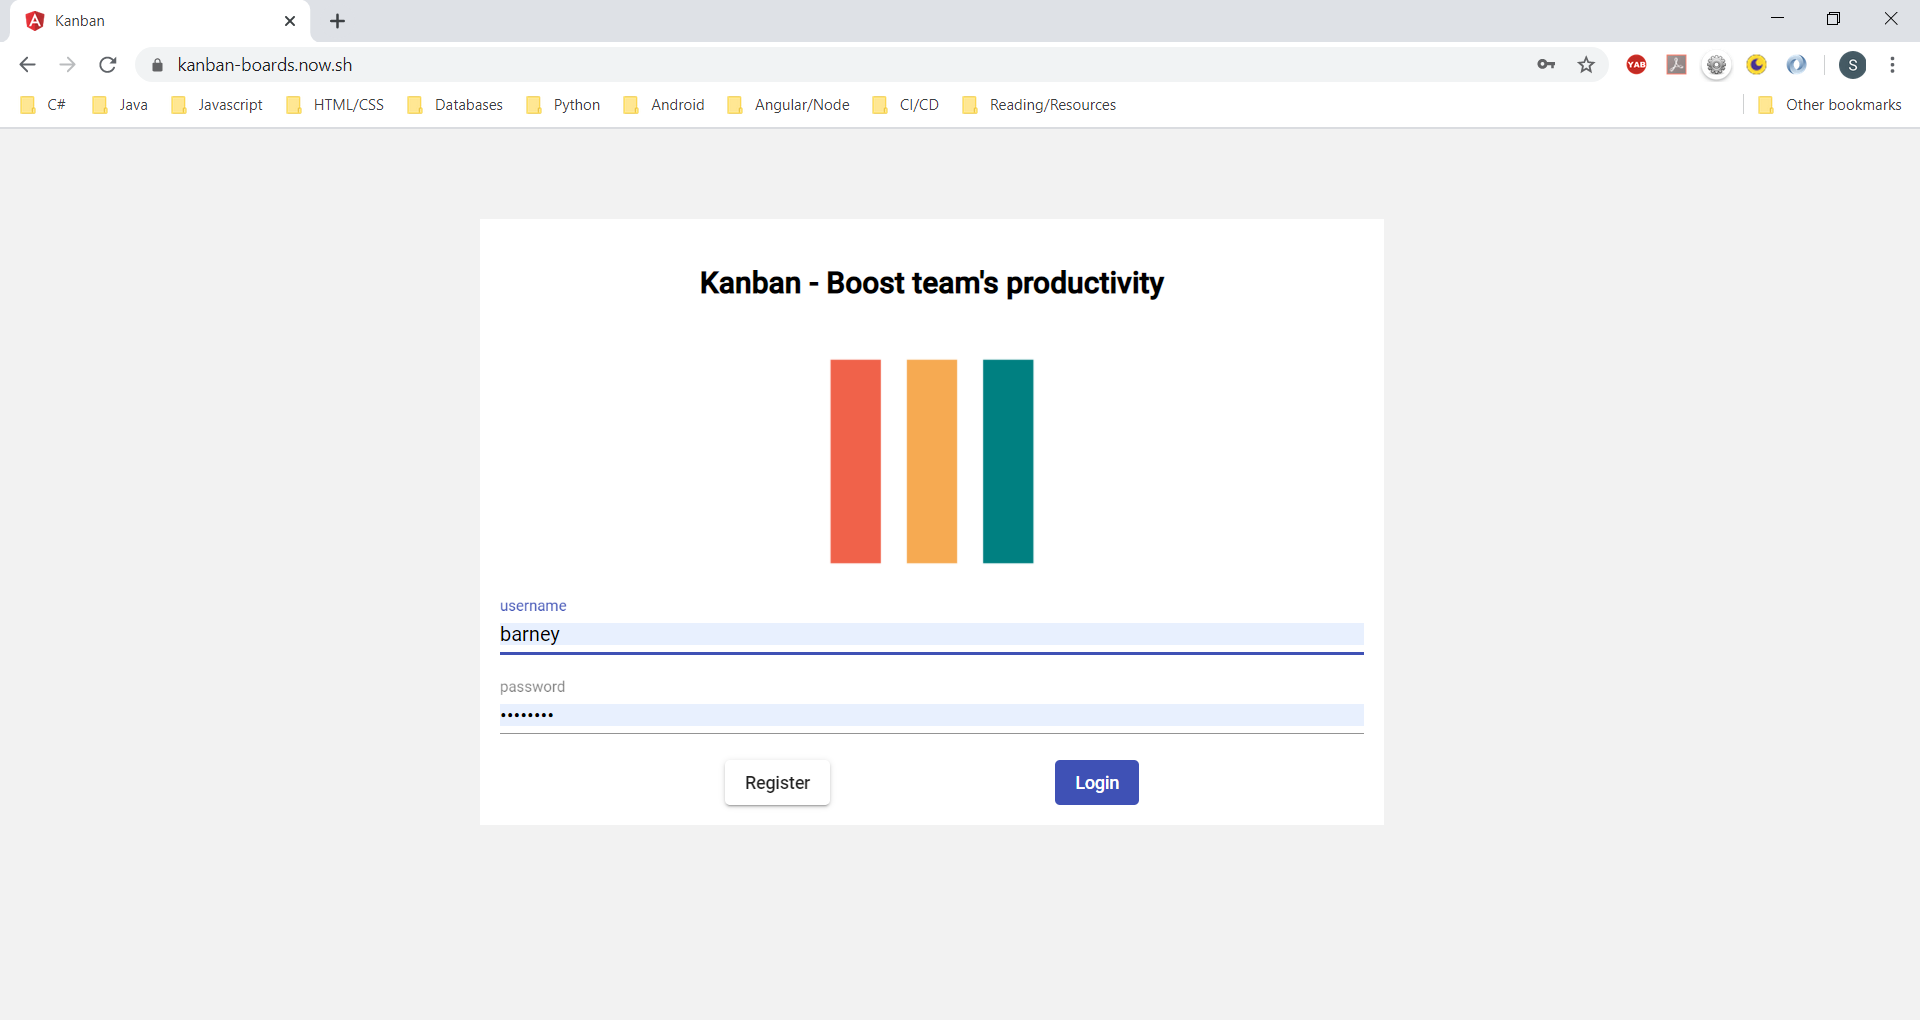 Kanban
kanban-boards.now.sh
YAB
S
C# Java Javascript HTML/CSS Databases Python Android Angular/Node CI/CD Reading/Resources Other bookmarks
Kanban - Boost team's productivity
username
barney
password
••••••••
Register Login